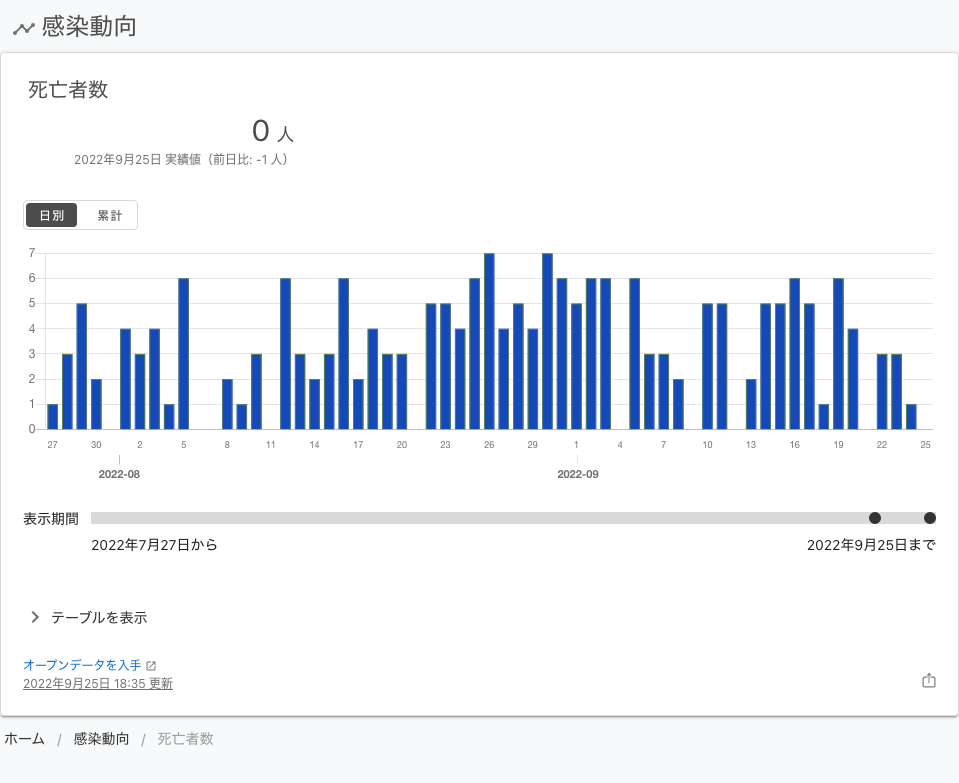 感染動向
死亡者数
0 人
2022年9月25日 実績値（前日比: -1 人）
日別 累計
7
6
5
4
3
2
1
0
27 30 2 5 8 11 14 17 20 23 26 29 1 4 7 10 13 16 19 22 25
2022-08 2022-09
表示期間
2022年7月27日から 2022年9月25日まで
テーブルを表示
オープンデータを入手
2022年9月25日 18:35 更新
ホーム / 感染動向 / 死亡者数